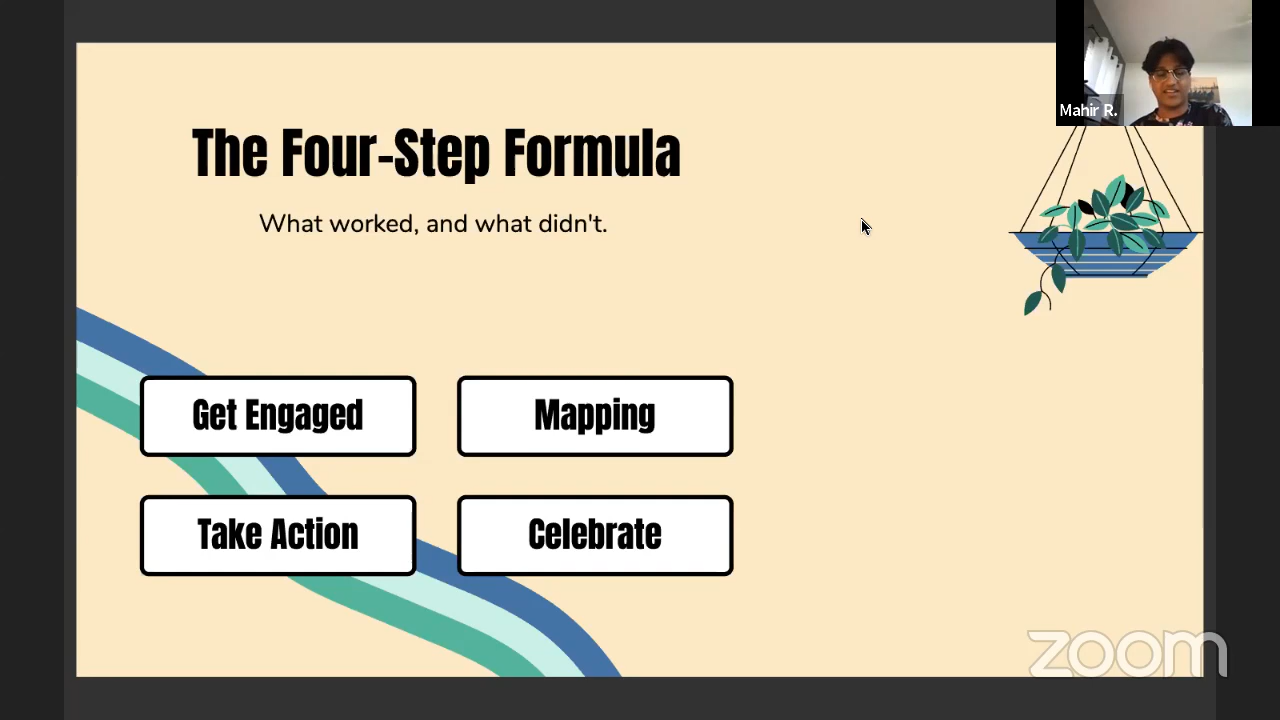 Mahir R.
The Four-Step Formula
What worked, and what didn't.
Get Engaged
Mapping
Take Action
Celebrate
zoom